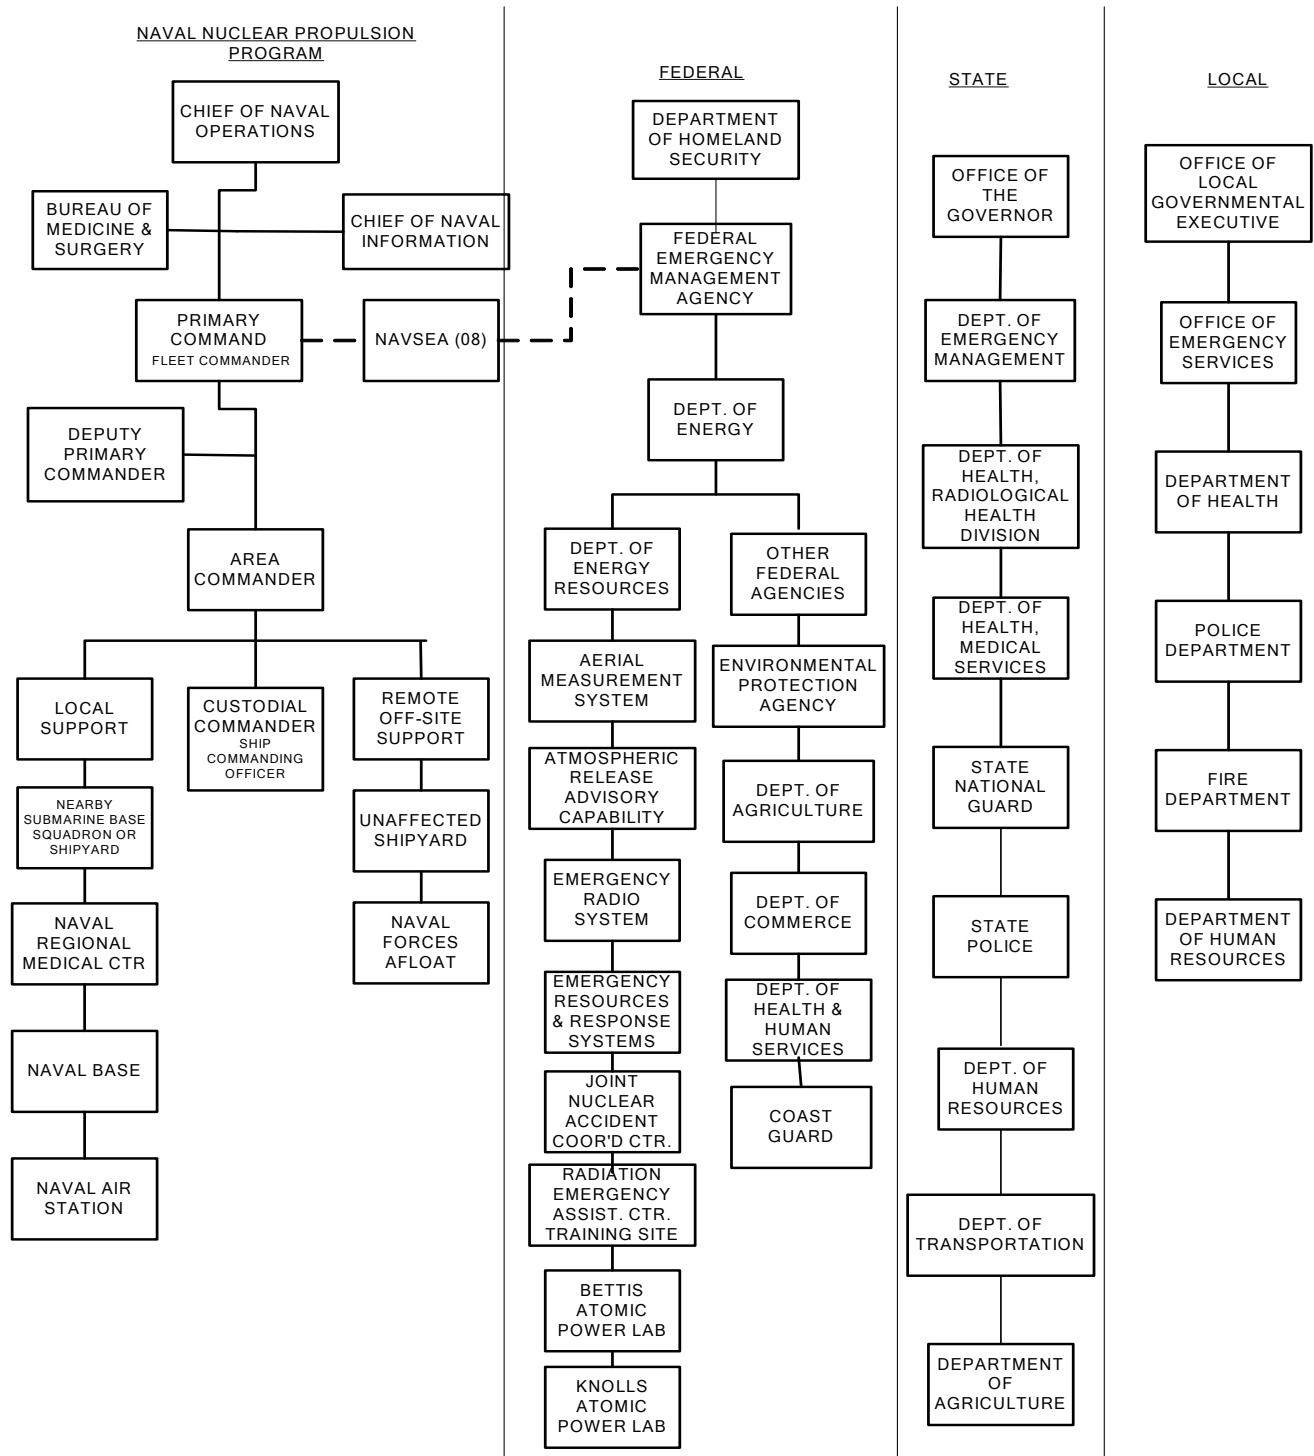 NAVAL NUCLEAR PROPULSION
PROGRAM
CHIEF OF NAVAL
OPERATIONS
BUREAU OF
MEDICINE &
SURGERY
CHIEF OF NAVAL
INFORMATION
PRIMARY
COMMAND
FLEET COMMANDER
NAVSEA (08)
DEPUTY
PRIMARY
COMMANDER
AREA
COMMANDER
LOCAL
SUPPORT
CUSTODIAL
COMMANDER
SHIP
COMMANDING
OFFICER
REMOTE
OFF-SITE
SUPPORT
NEARBY
SUBMARINE BASE
SQUADRON OR
SHIPYARD
UNAFFECTED
SHIPYARD
NAVAL
REGIONAL
MEDICAL CTR
NAVAL
FORCES
AFLOAT
NAVAL BASE
NAVAL AIR
STATION
FEDERAL
DEPARTMENT
OF HOMELAND
SECURITY
FEDERAL
EMERGENCY
MANAGEMENT
AGENCY
DEPT. OF
ENERGY
DEPT. OF
ENERGY
RESOURCES
AERIAL
MEASUREMENT
SYSTEM
ATMOSPHERIC
RELEASE
ADVISORY
CAPABILITY
EMERGENCY
RADIO
SYSTEM
EMERGENCY
RESOURCES
& RESPONSE
SYSTEMS
JOINT
NUCLEAR
ACCIDENT
COOR'D CTR.
RADIATION
EMERGENCY
ASSIST. CTR.
TRAINING SITE
BETTIS
ATOMIC
POWER LAB
KNOLLS
ATOMIC
POWER LAB
OTHER
FEDERAL
AGENCIES
ENVIRONMENTAL
PROTECTION
AGENCY
DEPT. OF
AGRICULTURE
DEPT. OF
COMMERCE
DEPT. OF
HEALTH &
HUMAN
SERVICES
COAST
GUARD
STATE
OFFICE OF
THE
GOVERNOR
DEPT. OF
EMERGENCY
MANAGEMENT
DEPT. OF
HEALTH,
RADIOLOGICAL
HEALTH
DIVISION
DEPT. OF
HEALTH,
MEDICAL
SERVICES
STATE
NATIONAL
GUARD
STATE
POLICE
DEPT. OF
HUMAN
RESOURCES
DEPT. OF
TRANSPORTATION
DEPARTMENT
OF
AGRICULTURE
LOCAL
OFFICE OF
LOCAL
GOVERNMENTAL
EXECUTIVE
OFFICE OF
EMERGENCY
SERVICES
DEPARTMENT
OF HEALTH
POLICE
DEPARTMENT
FIRE
DEPARTMENT
DEPARTMENT
OF HUMAN
RESOURCES